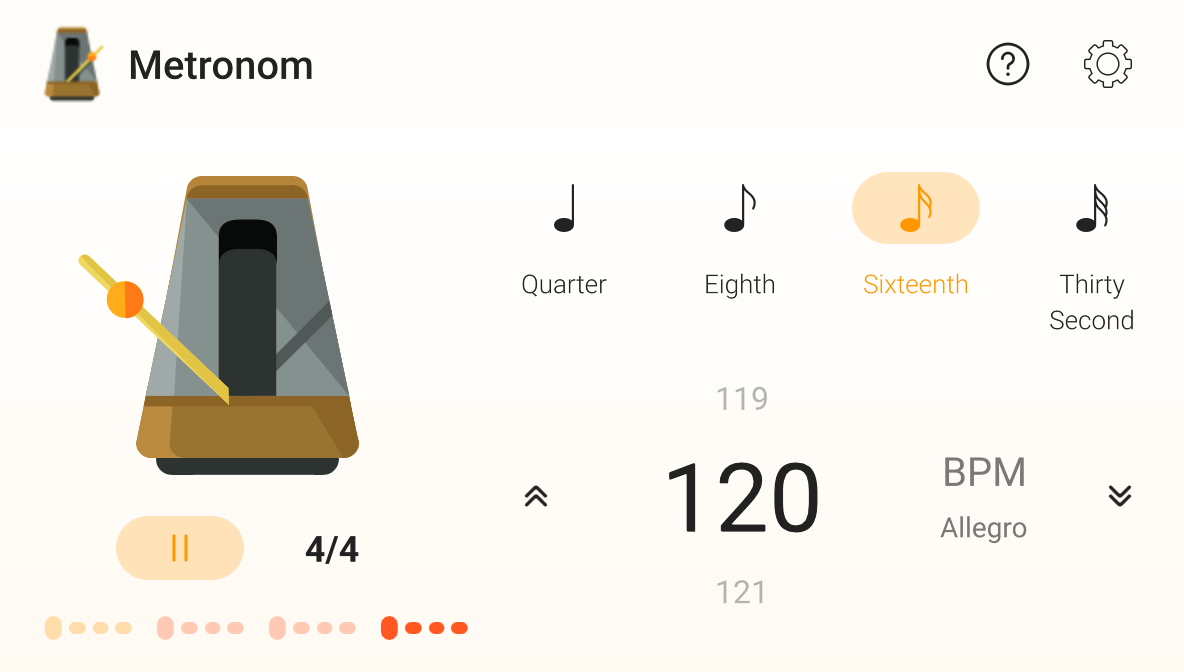 Metronom
Quarter
Eighth
Sixteenth
Thirty
Second
119
120
BPM
Allegro
121
4/4